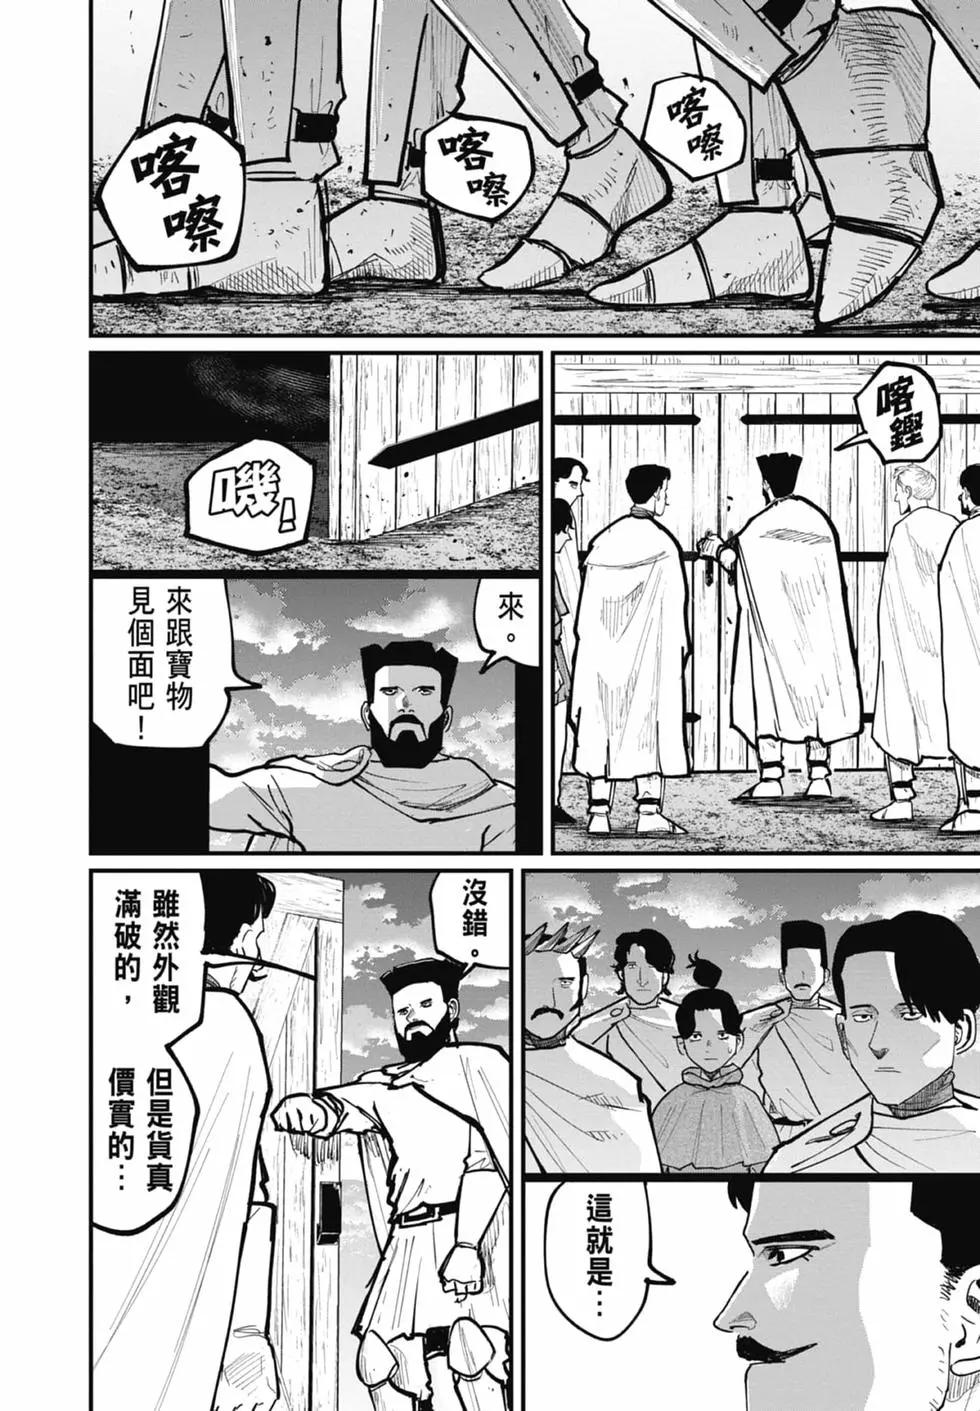 喀嚓
喀嚓
喀嚓
喀鏗
嘰!
來。
來跟寶物
見個面吧!
這就是…
沒錯。
雖然外觀
滿破的,
但是貨真
價實的…